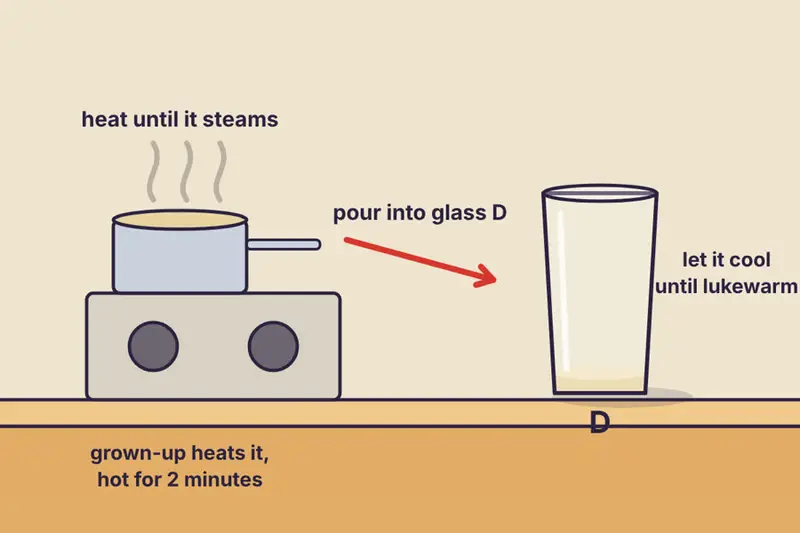 heat until it steams
pour into glass D
let it cool
until lukewarm
D
grown-up heats it,
hot for 2 minutes